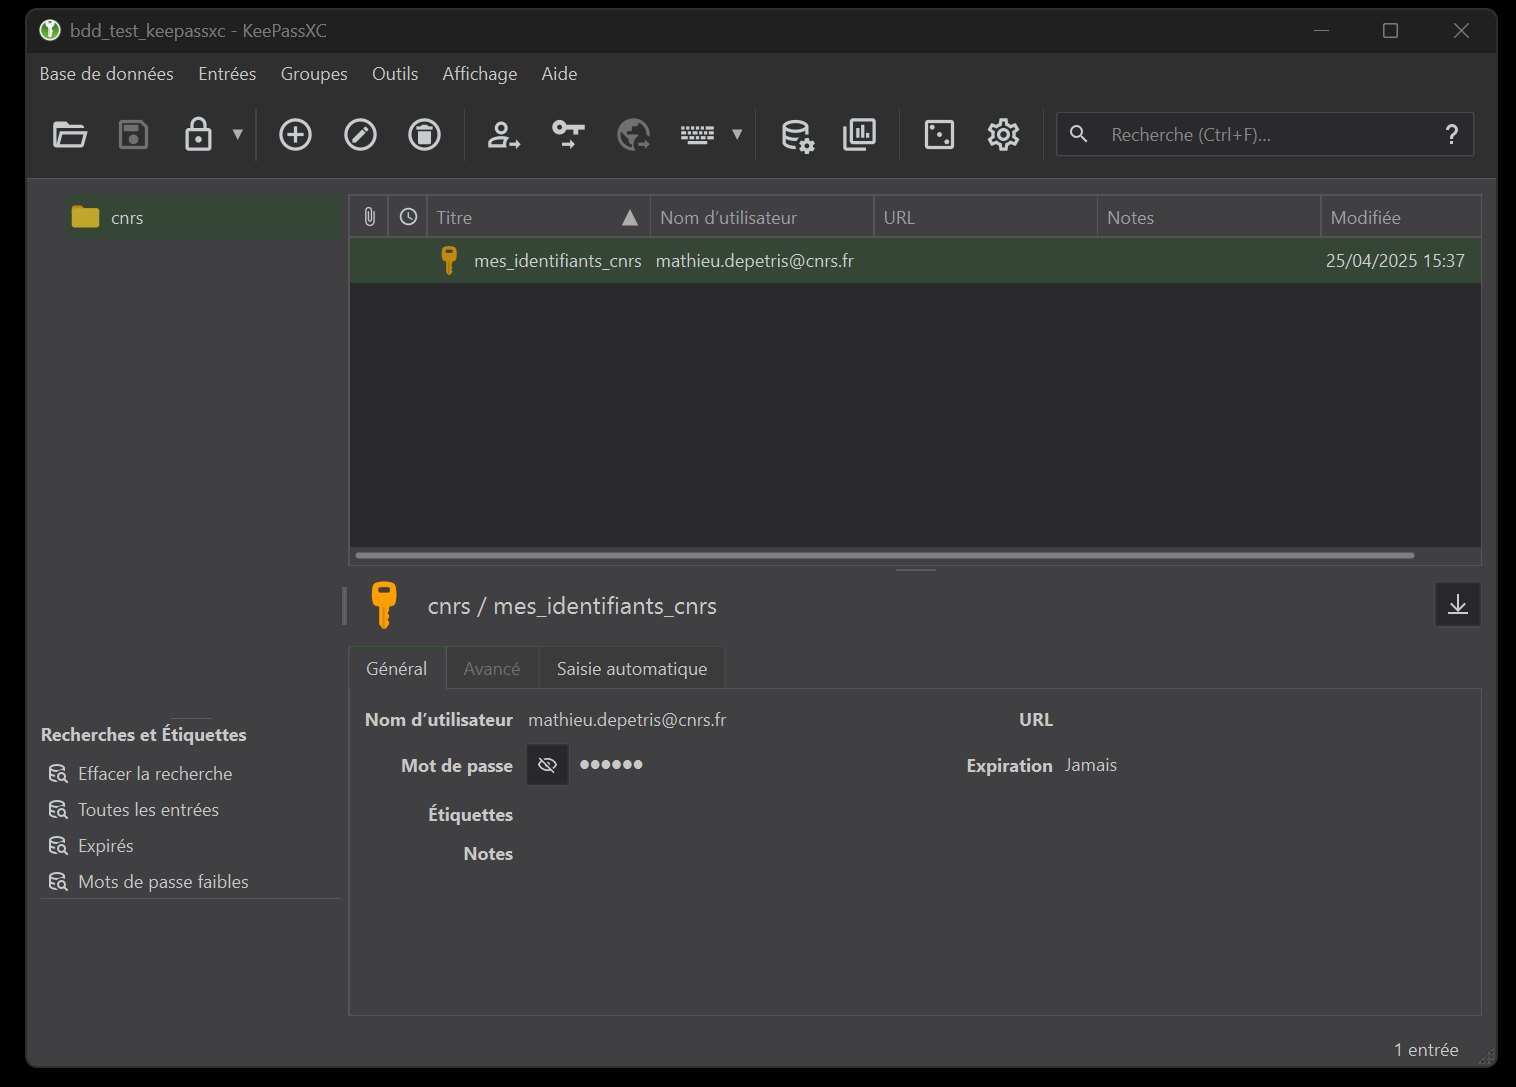 bdd_test_keepassxc - KeePassXC
Base de données Entrées Groupes Outils Affichage Aide
Recherche (Ctrl+F)... ?
cnrs
Titre Nom d’utilisateur URL Notes Modifiée
mes_identifiants_cnrs mathieu.depetris@cnrs.fr 25/04/2025 15:37
cnrs / mes_identifiants_cnrs
Général Avancé Saisie automatique
Nom d’utilisateur mathieu.depetris@cnrs.fr URL
Mot de passe ●●●●●● Expiration Jamais
Étiquettes
Notes
Recherches et Étiquettes
Effacer la recherche
Toutes les entrées
Expirés
Mots de passe faibles
1 entrée